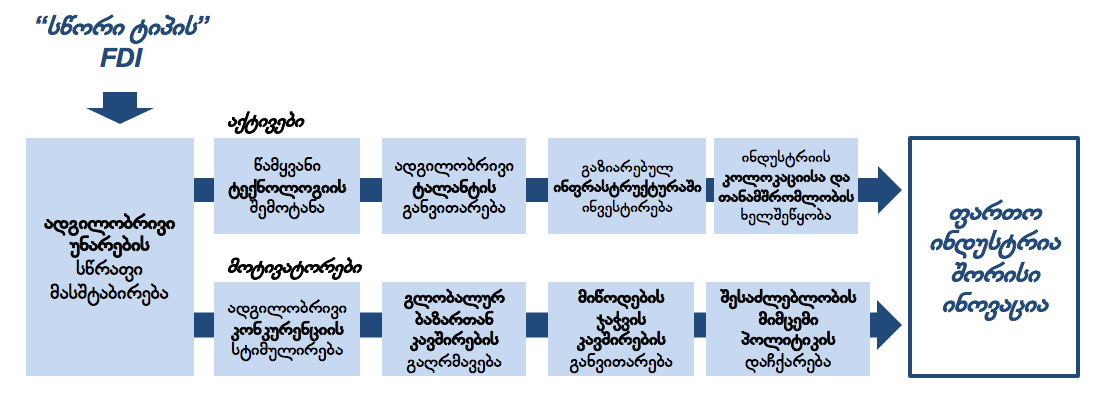 “სწორი ტიპის”
FDI
ადგილობრივი
უნარების
სწრაფი
მასშტაბირება
აქტივები
წამყვანი
ტექნოლოგიის
შემოტანა
ადგილობრივი
ტალანტის
განვითარება
გაზიარებულ
ინფრასტრუქტურაში
ინვესტირება
ინდუსტრიის
კოლოკაციისა და
თანამშრომლობის
ხელშეწყობა
მოტივატორები
ადგილობრივი
კონკურენციის
სტიმულირება
გლობალურ
ბაზართან
კავშირების
გაღრმავება
მიწოდების
ჯაჭვის
კავშირების
განვითარება
შესაძლებლობის
მიმცემი
პოლიტიკის
დაჩქარება
ფართო
ინდუსტრია
შორისი
ინოვაცია